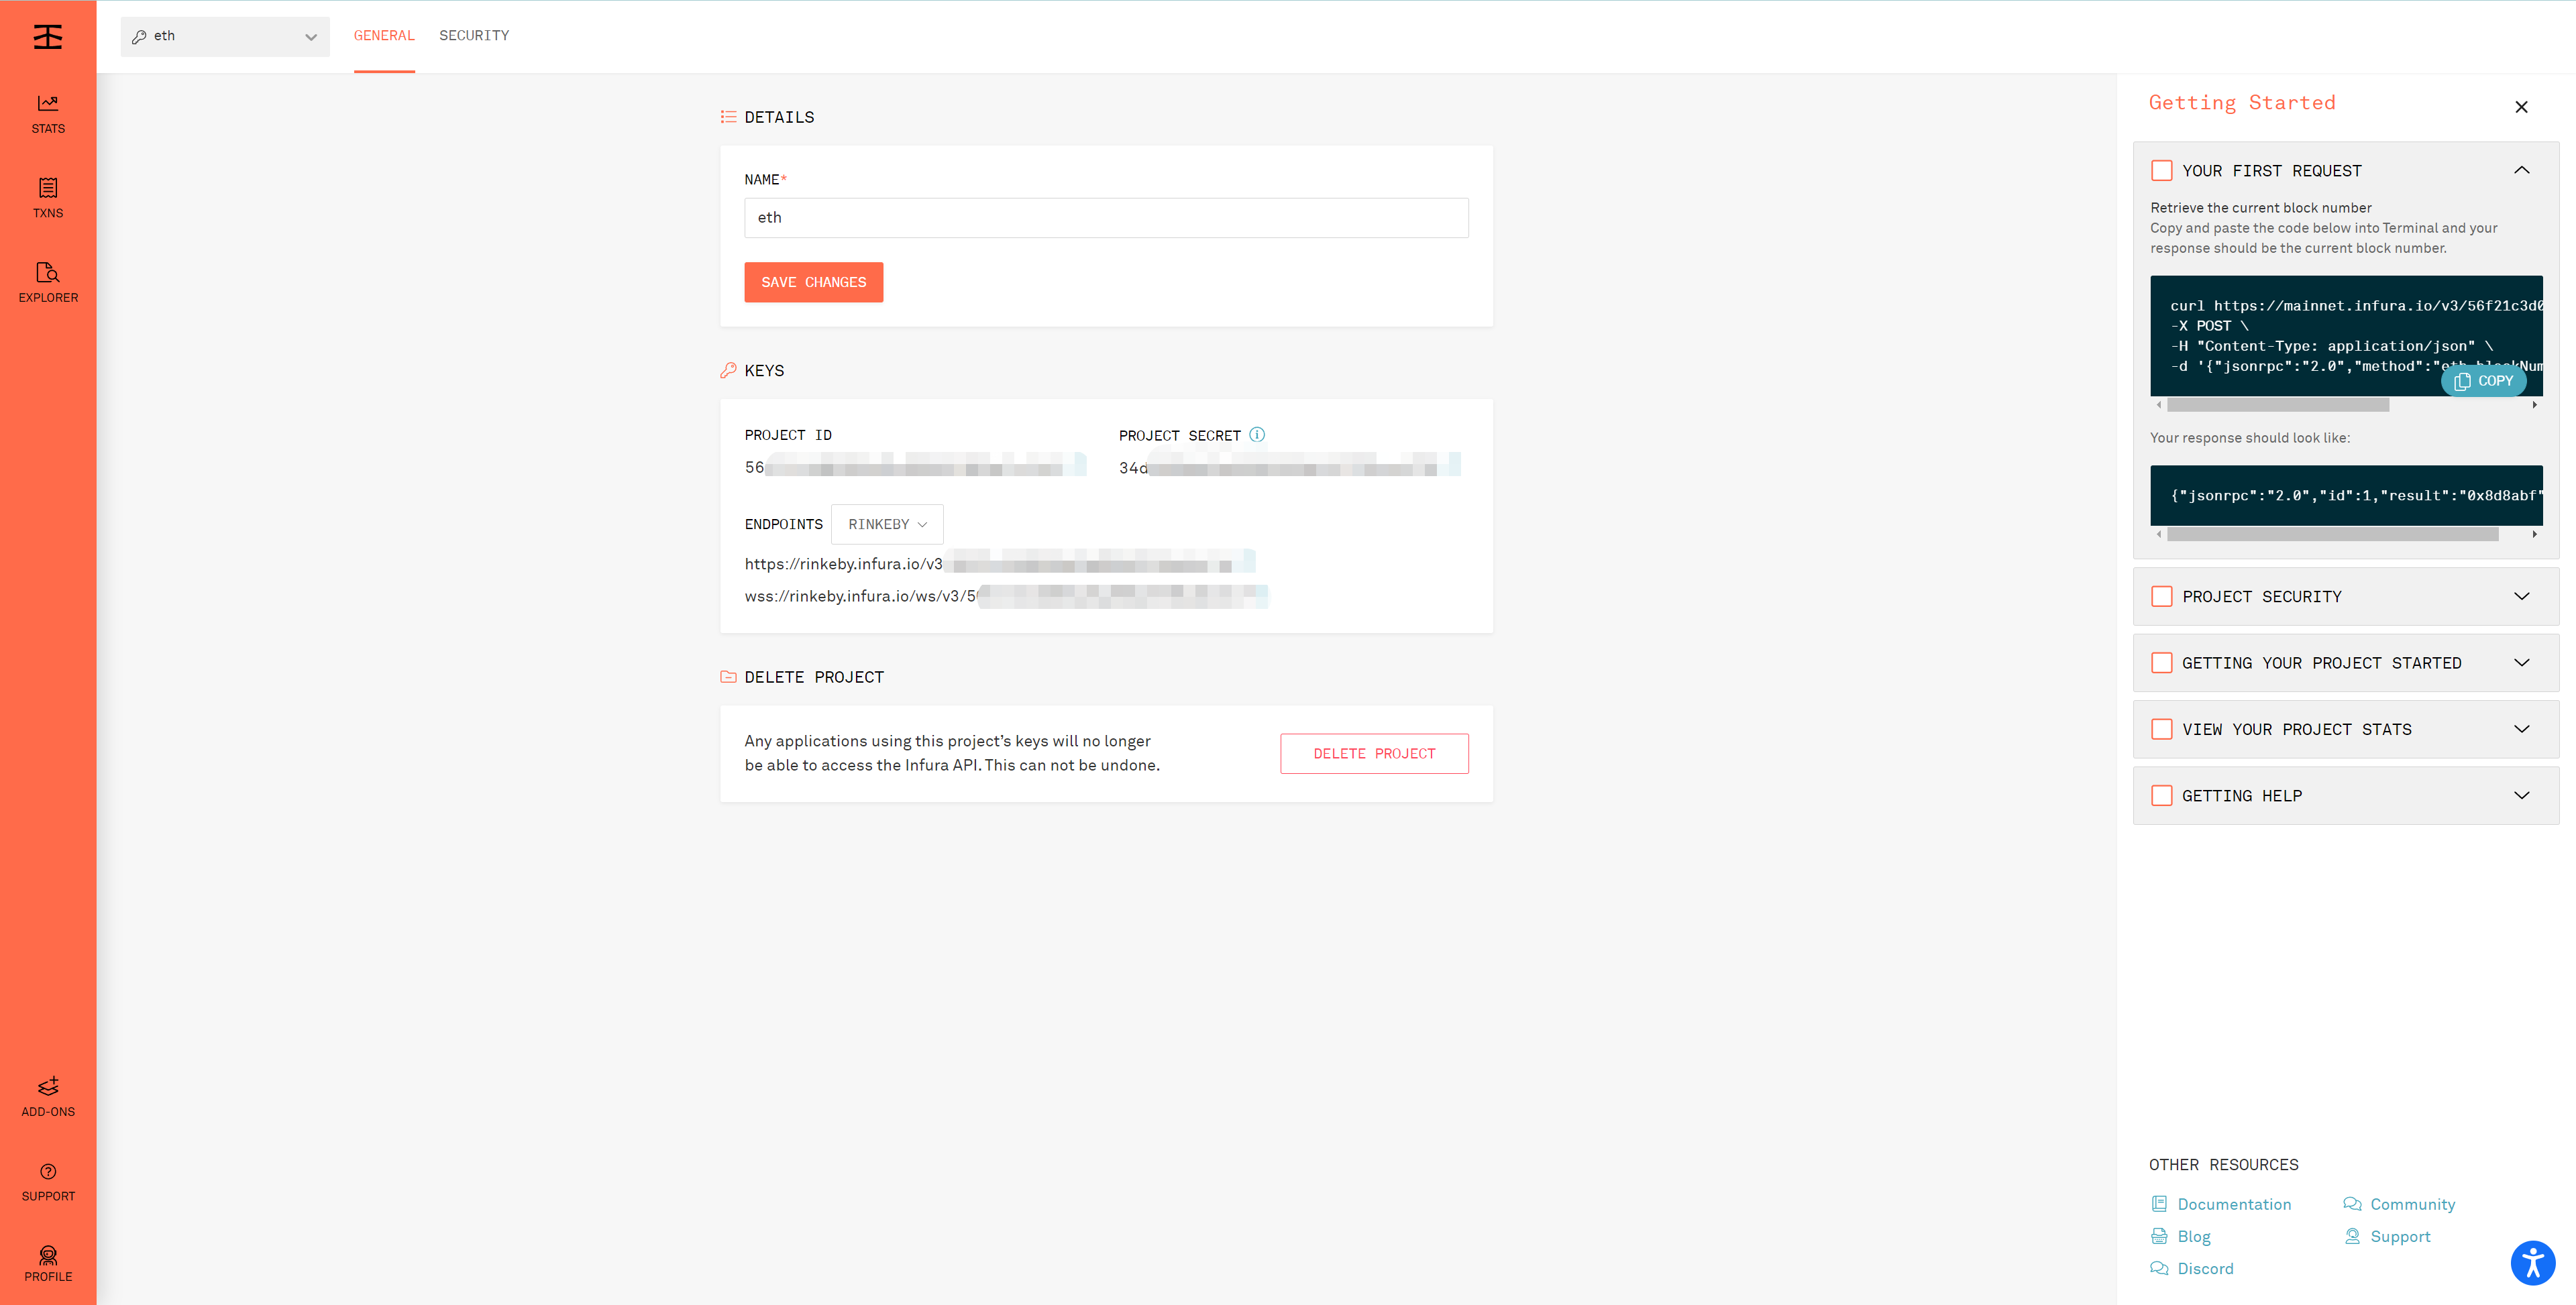 eth
GENERAL
SECURITY
STATS
TXNS
EXPLORER
ADD-ONS
SUPPORT
PROFILE
DETAILS
NAME*
eth
SAVE CHANGES
KEYS
PROJECT ID
56
PROJECT SECRET
34d
ENDPOINTS RINKEBY
https://rinkeby.infura.io/v3
wss://rinkeby.infura.io/ws/v3/5
DELETE PROJECT
Any applications using this project's keys will no longer
be able to access the Infura API. This can not be undone.
DELETE PROJECT
Getting Started
YOUR FIRST REQUEST
Retrieve the current block number
Copy and paste the code below into Terminal and your
response should be the current block number.
curl https://mainnet.infura.io/v3/56f21c3d0
-X POST \
-H "Content-Type: application/json" \
-d '{"jsonrpc":"2.0","method":"eth_blockNum
COPY
Your response should look like:
{"jsonrpc":"2.0","id":1,"result":"0x8d8abf"
PROJECT SECURITY
GETTING YOUR PROJECT STARTED
VIEW YOUR PROJECT STATS
GETTING HELP
OTHER RESOURCES
Documentation
Community
Blog
Support
Discord